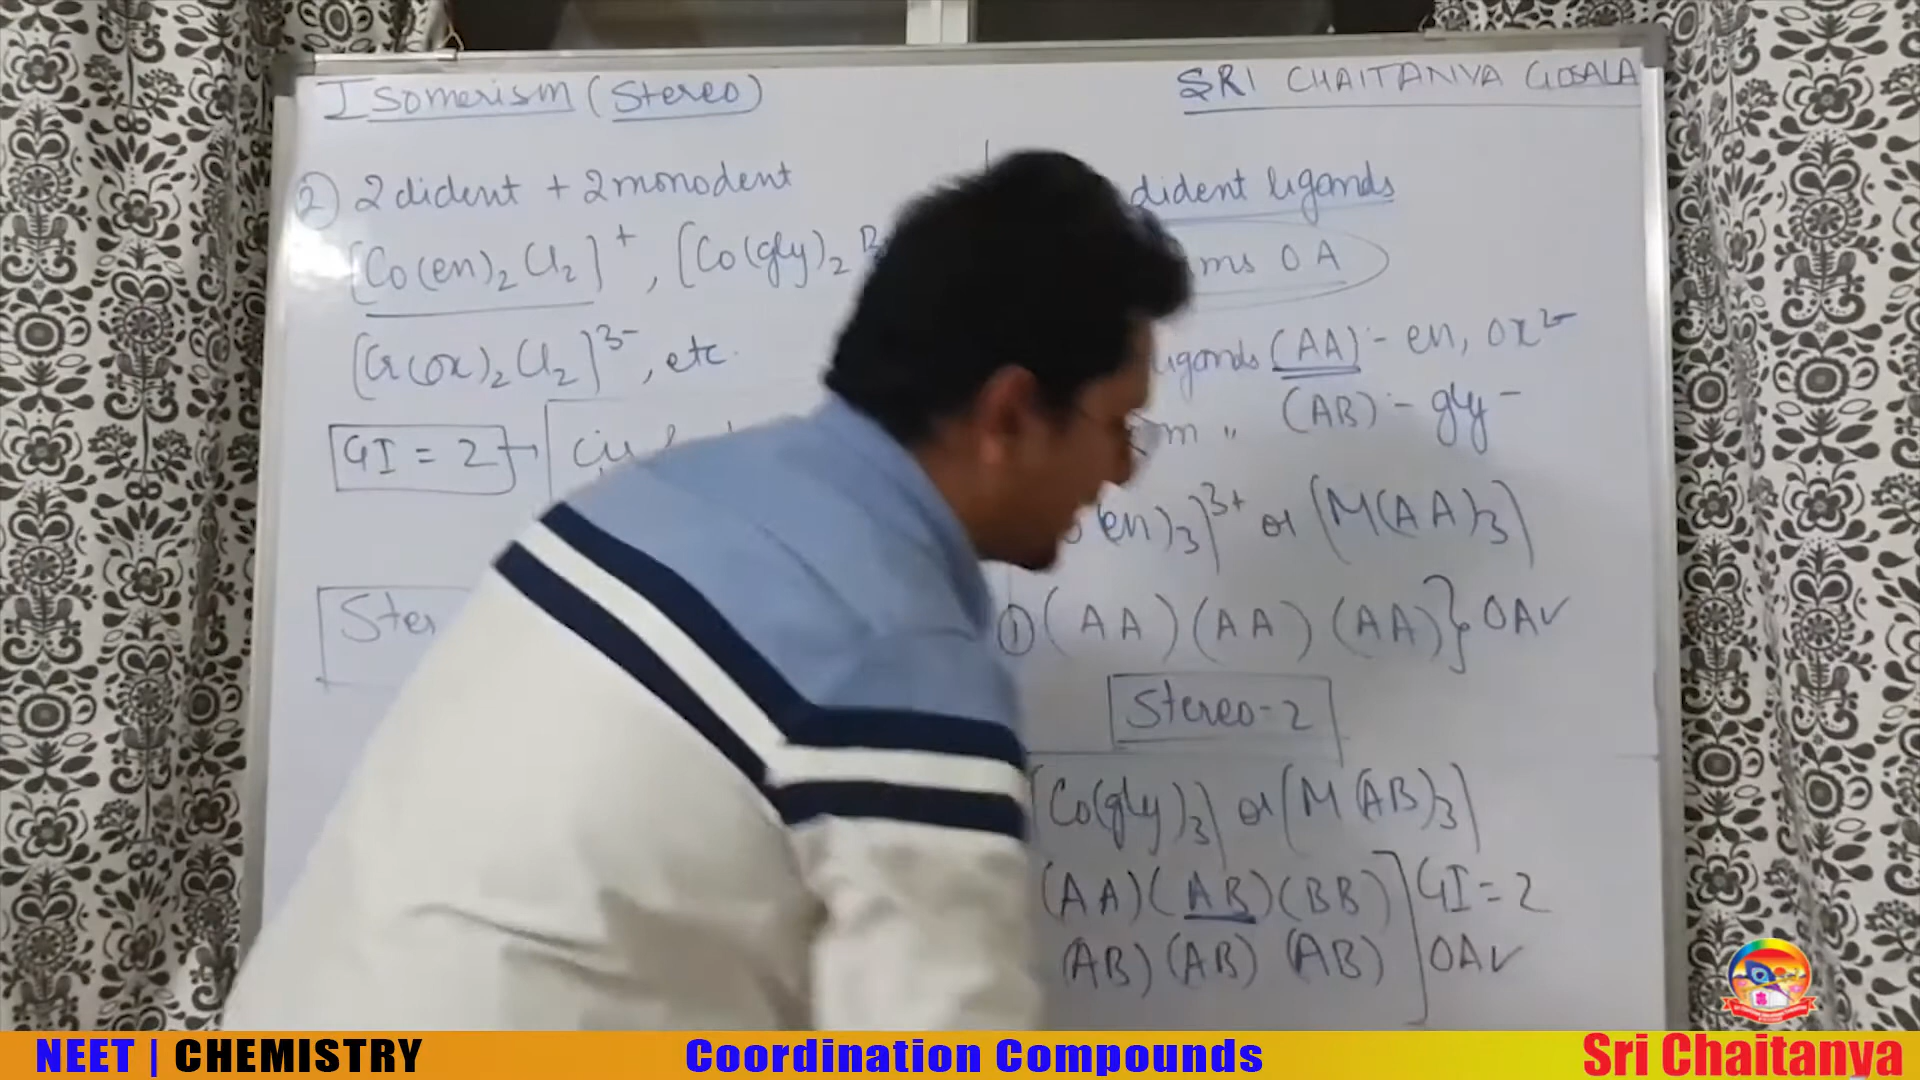 Isomerism (Stereo)
SRI CHAITANYA GOSALA
② 2 dident + 2 monodent
[Co(en)₂Cl₂]⁺, [Co(gly)₂
[Cr(ox)₂Cl₂]³⁻, etc.
GI = 2
dident ligands
OA
ligands (AA) :- en, ox²⁻
(AB) :- gly⁻
(en)₃]³⁺ or [M(AA)₃]
① (AA) (AA) (AA)} OA✓
Stereo-2
[Co(gly)₃] or [M(AB)₃]
(AA) (AB) (BB)] GI = 2
(AB) (AB) (AB)] OA✓
NEET | CHEMISTRY
Coordination Compounds
Sri Chaitanya